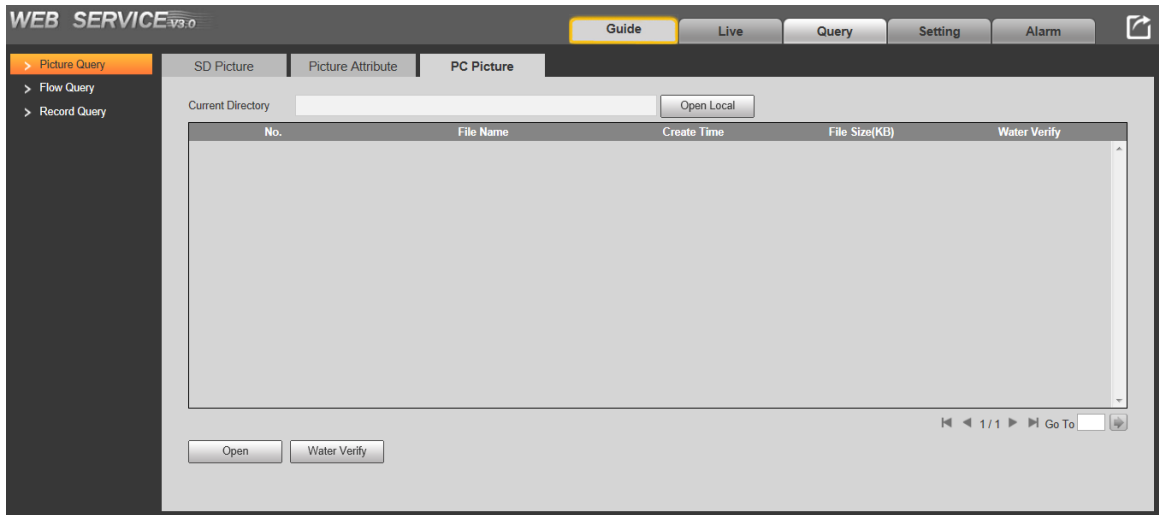 WEB SERVICE V3.0
Guide Live Query Setting Alarm
> Picture Query
> Flow Query
> Record Query
SD Picture Picture Attribute PC Picture
Current Directory Open Local
No. File Name Create Time File Size(KB) Water Verify
1/1 Go To
Open Water Verify